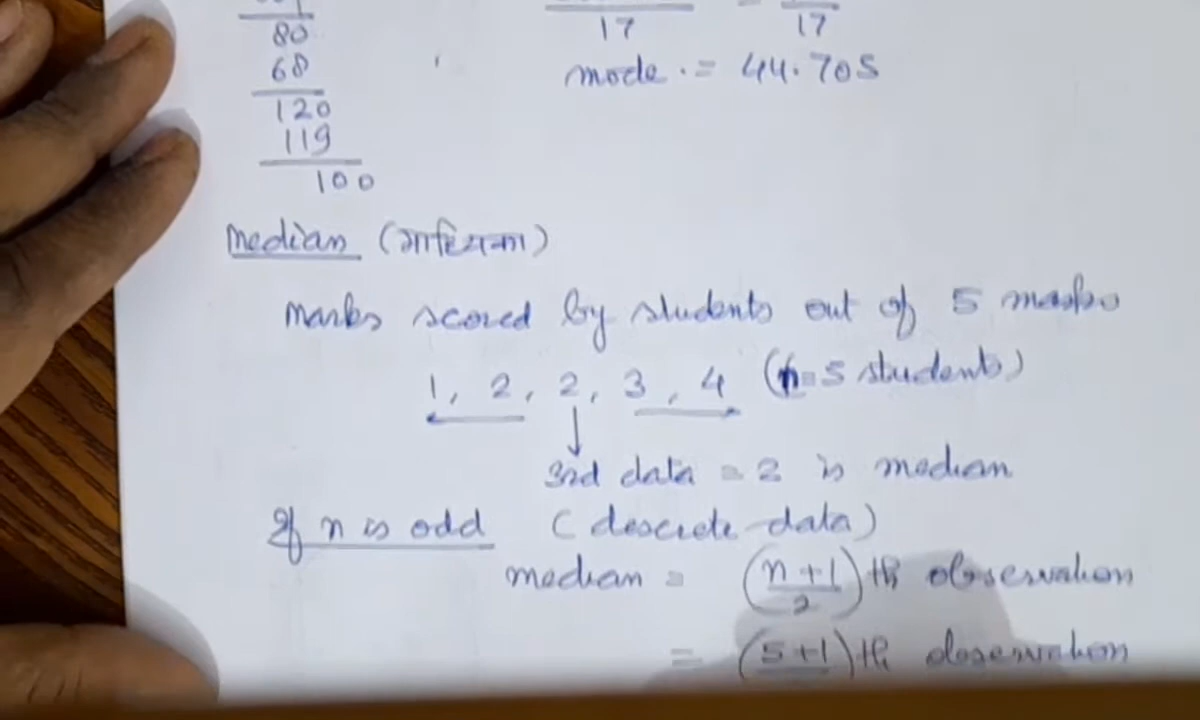 80
68
120
119
100
17 = 17
mode . = 44.705
Median (माध्यिका)
Marks scored by students out of 5 marks
1, 2, 2, 3, 4 (n=5 students)
3rd data = 2 is median
If n is odd (descrete data)
median = (n+1/2)th observation
= (5+1)th observation